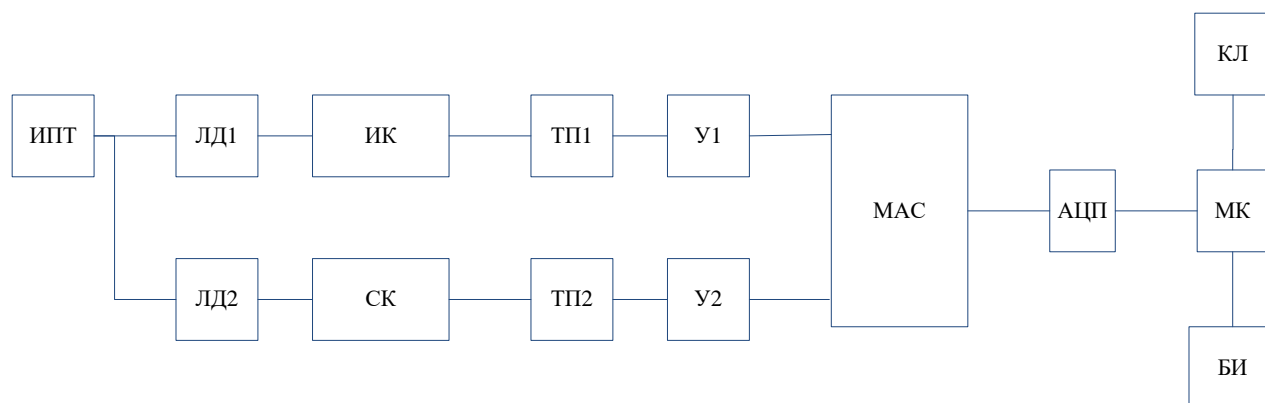 КЛ
ИПТ
ЛД1
ИК
ТП1
У1
МАС
АЦП
МК
ЛД2
СК
ТП2
У2
БИ